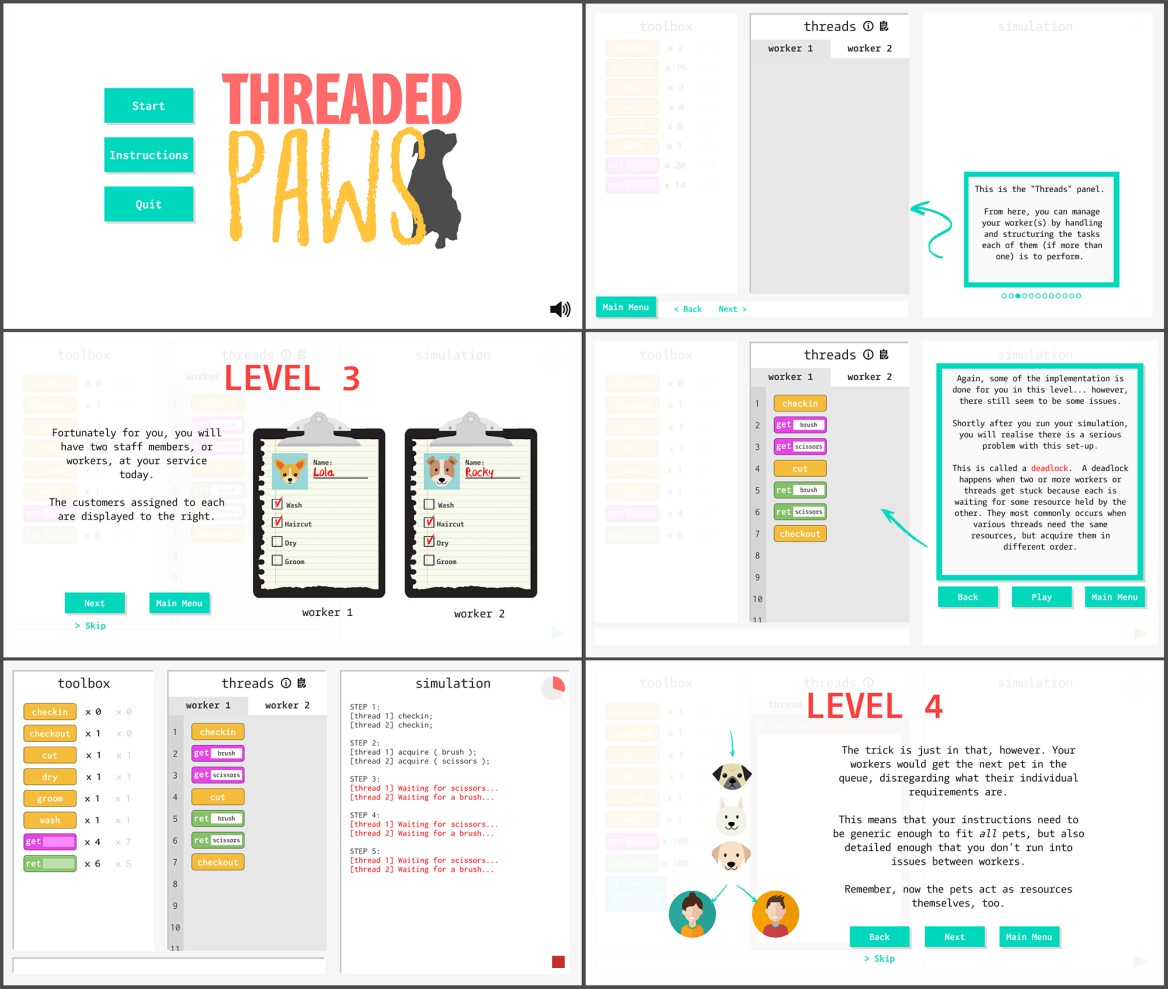 Start
Instructions
Quit
THREADED
PAWS
toolbox
x 2
x 15
x 3
x 4
x 8
x 1
x 20
x 14
threads
worker 1 worker 2
simulation
This is the "Threads" panel.
From here, you can manage
your worker(s) by handling
and structuring the tasks
each of them (if more than
one) is to perform.
Main Menu < Back Next >
toolbox threads simulation
LEVEL 3
Fortunately for you, you will
have two staff members, or
workers, at your service
today.
The customers assigned to each
are displayed to the right.
Name:
Lola
Wash
Haircut
Dry
Groom
worker 1
Name:
Rocky
Wash
Haircut
Dry
Groom
worker 2
Next Main Menu
> Skip
toolbox
threads
worker 1 worker 2
1 checkin
2 get brush
3 get scissors
4 cut
5 ret brush
6 ret scissors
7 checkout
8
9
10
11
simulation
Again, some of the implementation is
done for you in this level... however,
there still seem to be some issues.
Shortly after you run your simulation,
you will realise there is a serious
problem with this set-up.
This is called a deadlock. A deadlock
happens when two or more workers or
threads get stuck because each is
waiting for some resource held by the
other. They most commonly occurs when
various threads need the same
resources, but acquire them in
different order.
Back Play Main Menu
toolbox
checkin x 0 x 0
checkout x 1 x 0
cut x 1 x 1
dry x 1 x 1
groom x 1 x 1
wash x 1 x 1
get x 4 x 7
ret x 6 x 5
threads
worker 1 worker 2
1 checkin
2 get brush
3 get scissors
4 cut
5 ret brush
6 ret scissors
7 checkout
8
9
10
11
simulation
STEP 1:
[thread 1] checkin;
[thread 2] checkin;
STEP 2:
[thread 1] acquire ( brush );
[thread 2] acquire ( scissors );
STEP 3:
[thread 1] Waiting for scissors...
[thread 2] Waiting for a brush...
STEP 4:
[thread 1] Waiting for scissors...
[thread 2] Waiting for a brush...
STEP 5:
[thread 1] Waiting for scissors...
[thread 2] Waiting for a brush...
toolbox threads simulation
LEVEL 4
The trick is just in that, however. Your
workers would get the next pet in the
queue, disregarding what their individual
requirements are.
This means that your instructions need to
be generic enough to fit all pets, but also
detailed enough that you don't run into
issues between workers.
Remember, now the pets act as resources
themselves, too.
Back Next Main Menu
> Skip